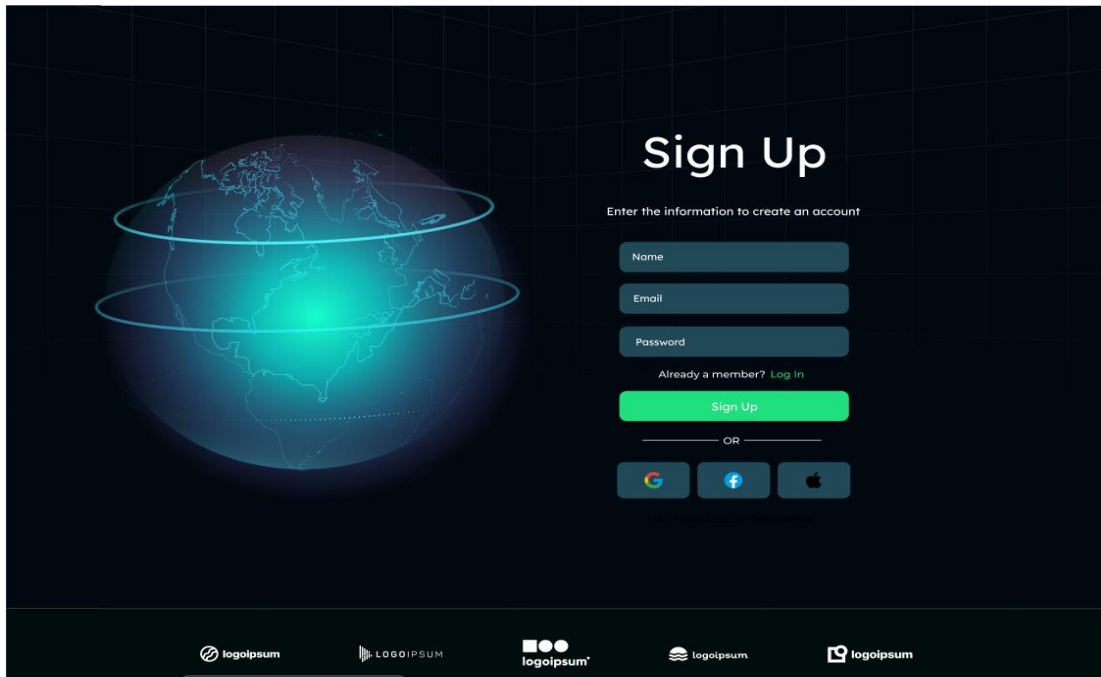 Sign Up
Enter the information to create an account
Name
Email
Password
Already a member? Log In
Sign Up
OR
logoipsum
LOGOIPSUM
logoipsum
logoipsum
logoipsum